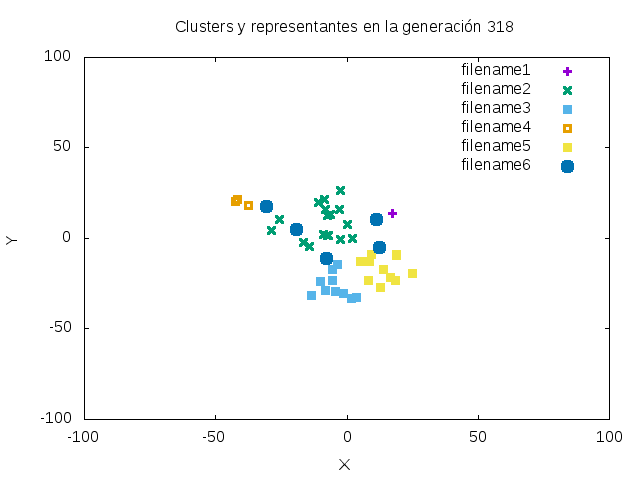 Clusters y representantes en la generación 318
100
50
0
-50
-100
-100
-50
0
50
100
Y
X
filename1
filename2
filename3
filename4
filename5
filename6